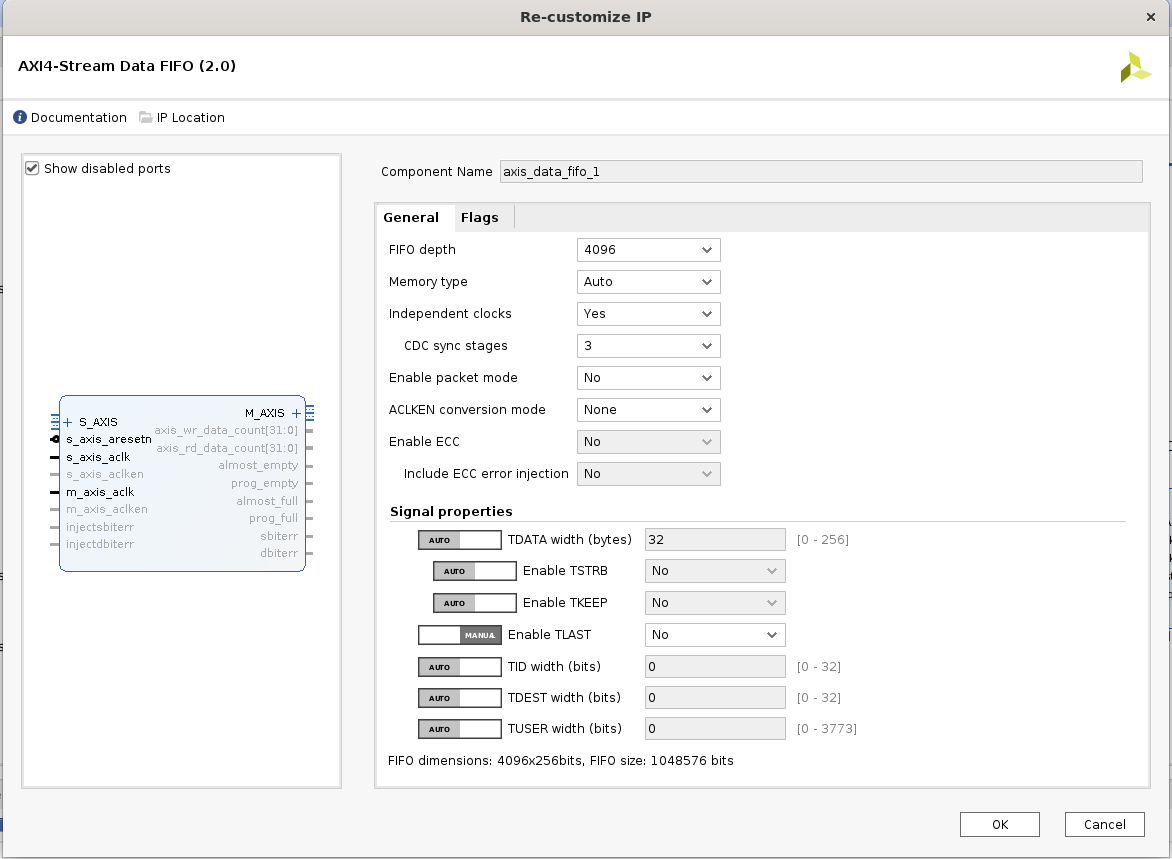 Re-customize IP
AXI4-Stream Data FIFO (2.0)
Documentation IP Location
Show disabled ports
S_AXIS
s_axis_aresetn
s_axis_aclk
s_axis_aclken
m_axis_aclk
m_axis_aclken
injectsbiterr
injectdbiterr
M_AXIS
axis_wr_data_count[31:0]
axis_rd_data_count[31:0]
almost_empty
prog_empty
almost_full
prog_full
sbiterr
dbiterr
Component Name axis_data_fifo_1
General Flags
FIFO depth 4096
Memory type Auto
Independent clocks Yes
CDC sync stages 3
Enable packet mode No
ACLKEN conversion mode None
Enable ECC No
Include ECC error injection No
Signal properties
AUTO TDATA width (bytes) 32 [0 - 256]
AUTO Enable TSTRB No
AUTO Enable TKEEP No
MANUAL Enable TLAST No
AUTO TID width (bits) 0 [0 - 32]
AUTO TDEST width (bits) 0 [0 - 32]
AUTO TUSER width (bits) 0 [0 - 3773]
FIFO dimensions: 4096x256bits, FIFO size: 1048576 bits
OK Cancel